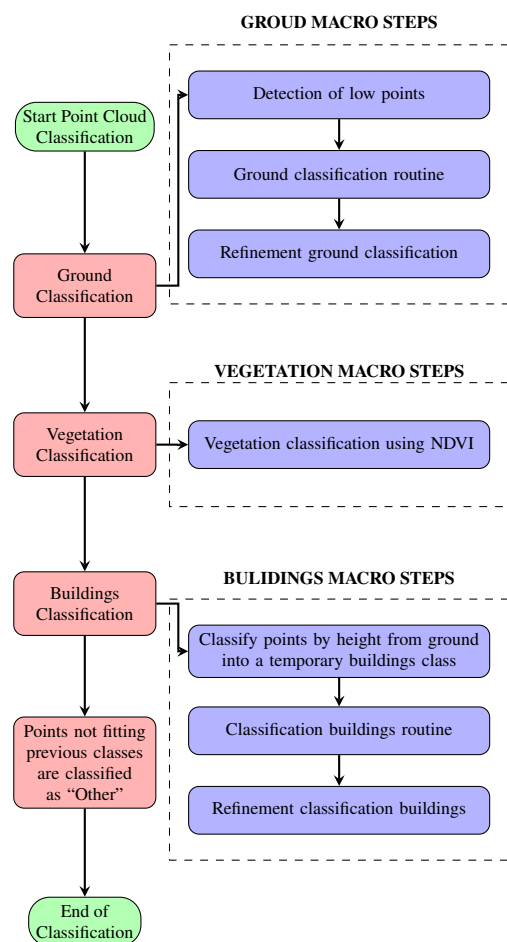 GROUD MACRO STEPS
Detection of low points
Start Point Cloud
Classification
Ground classification routine
Refinement ground classification
Ground
Classification
VEGETATION MACRO STEPS
Vegetation
Classification
Vegetation classification using NDVI
BULIDINGS MACRO STEPS
Buildings
Classification
Classify points by height from ground
into a temporary buildings class
Classification buildings routine
Points not fitting
previous classes
are classified
as “Other”
Refinement classification buildings
End of
Classification